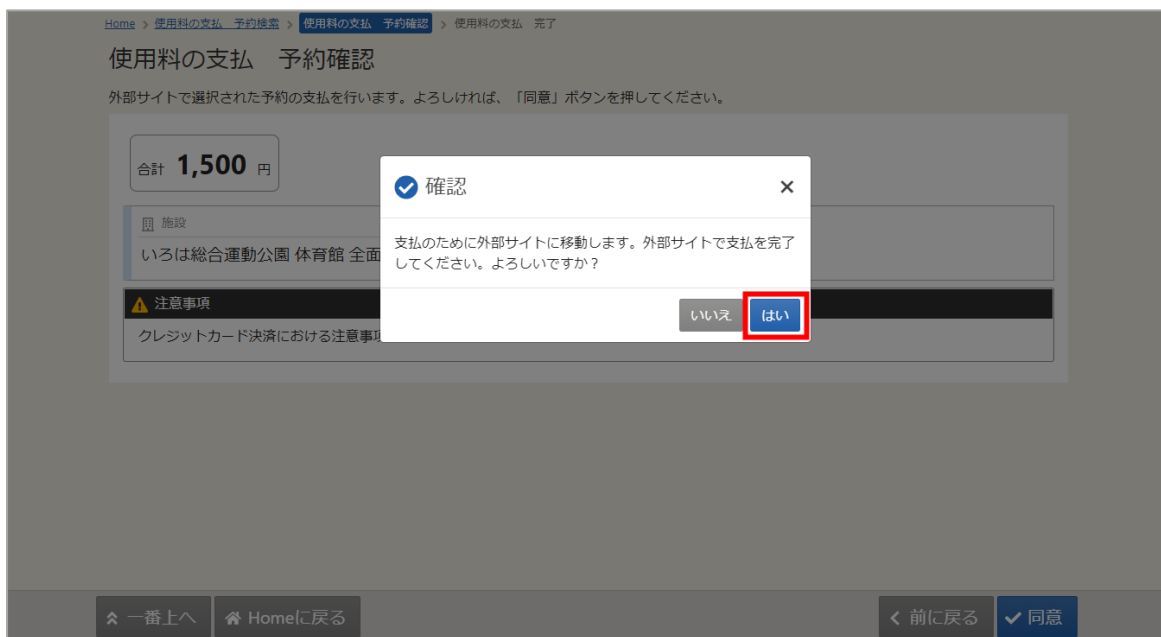 Home > 使用料の支払　予約検索 > 使用料の支払　予約確認 > 使用料の支払　完了
使用料の支払　予約確認
外部サイトで選択された予約の支払を行います。よろしければ、「同意」ボタンを押してください。
合計 1,500 円
施設
いろは総合運動公園 体育館 全面
注意事項
クレジットカード決済における注意事項
確認 ×
支払のために外部サイトに移動します。外部サイトで支払を完了
してください。よろしいですか？
いいえ はい
一番上へ Homeに戻る 前に戻る 同意